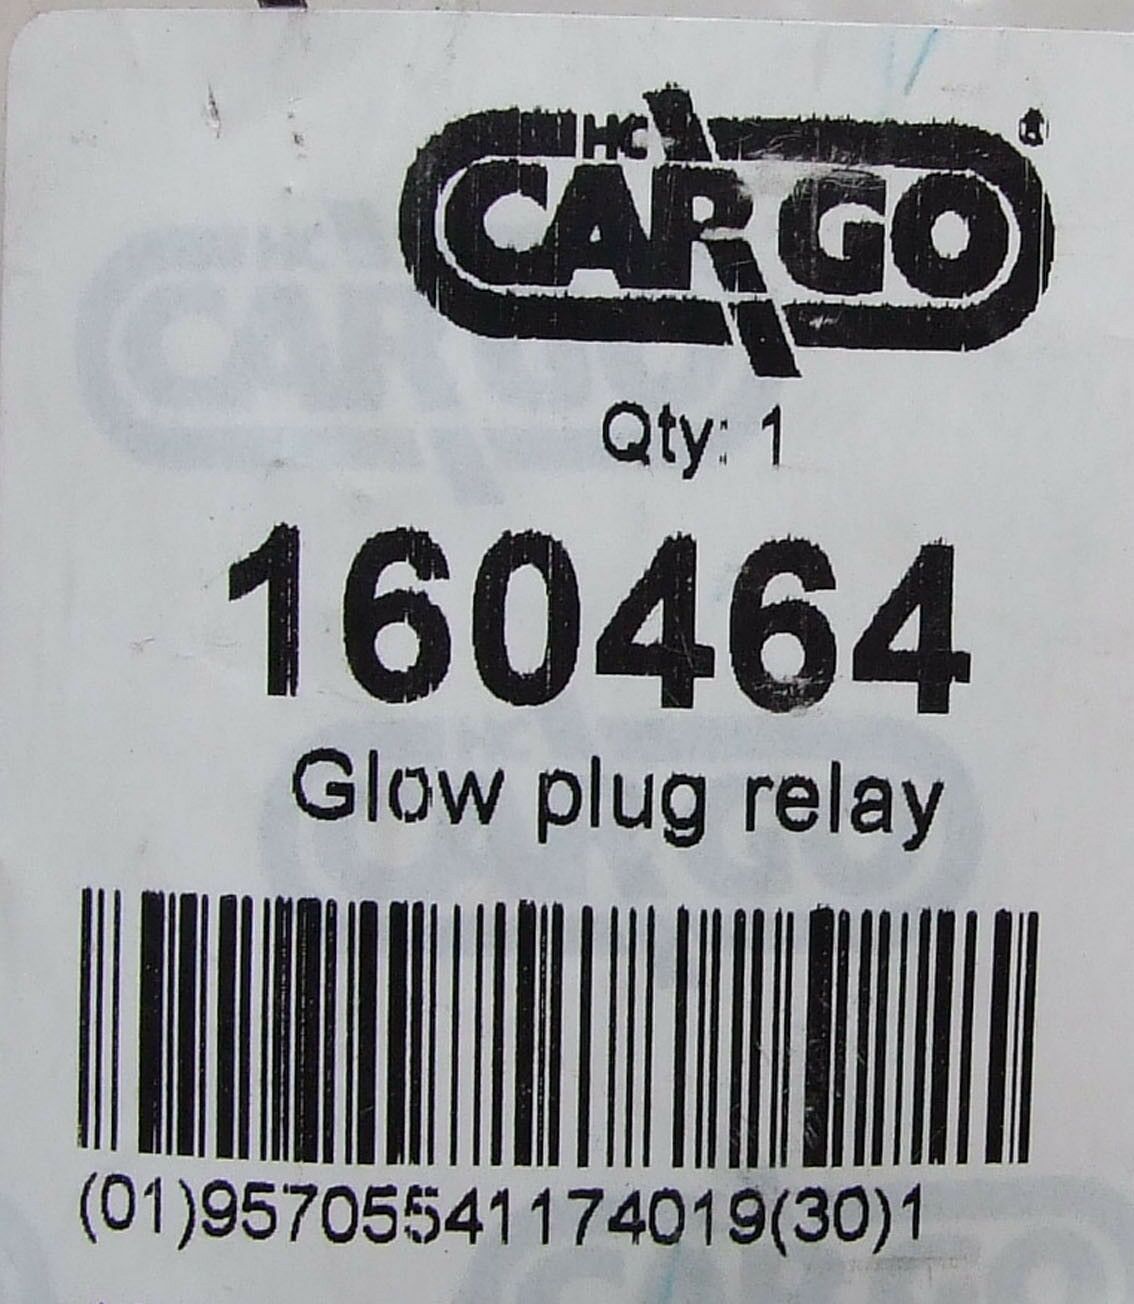 HC
CARGO®
Qty: 1
160464
Glow plug relay
(01)95705541174019(30)1